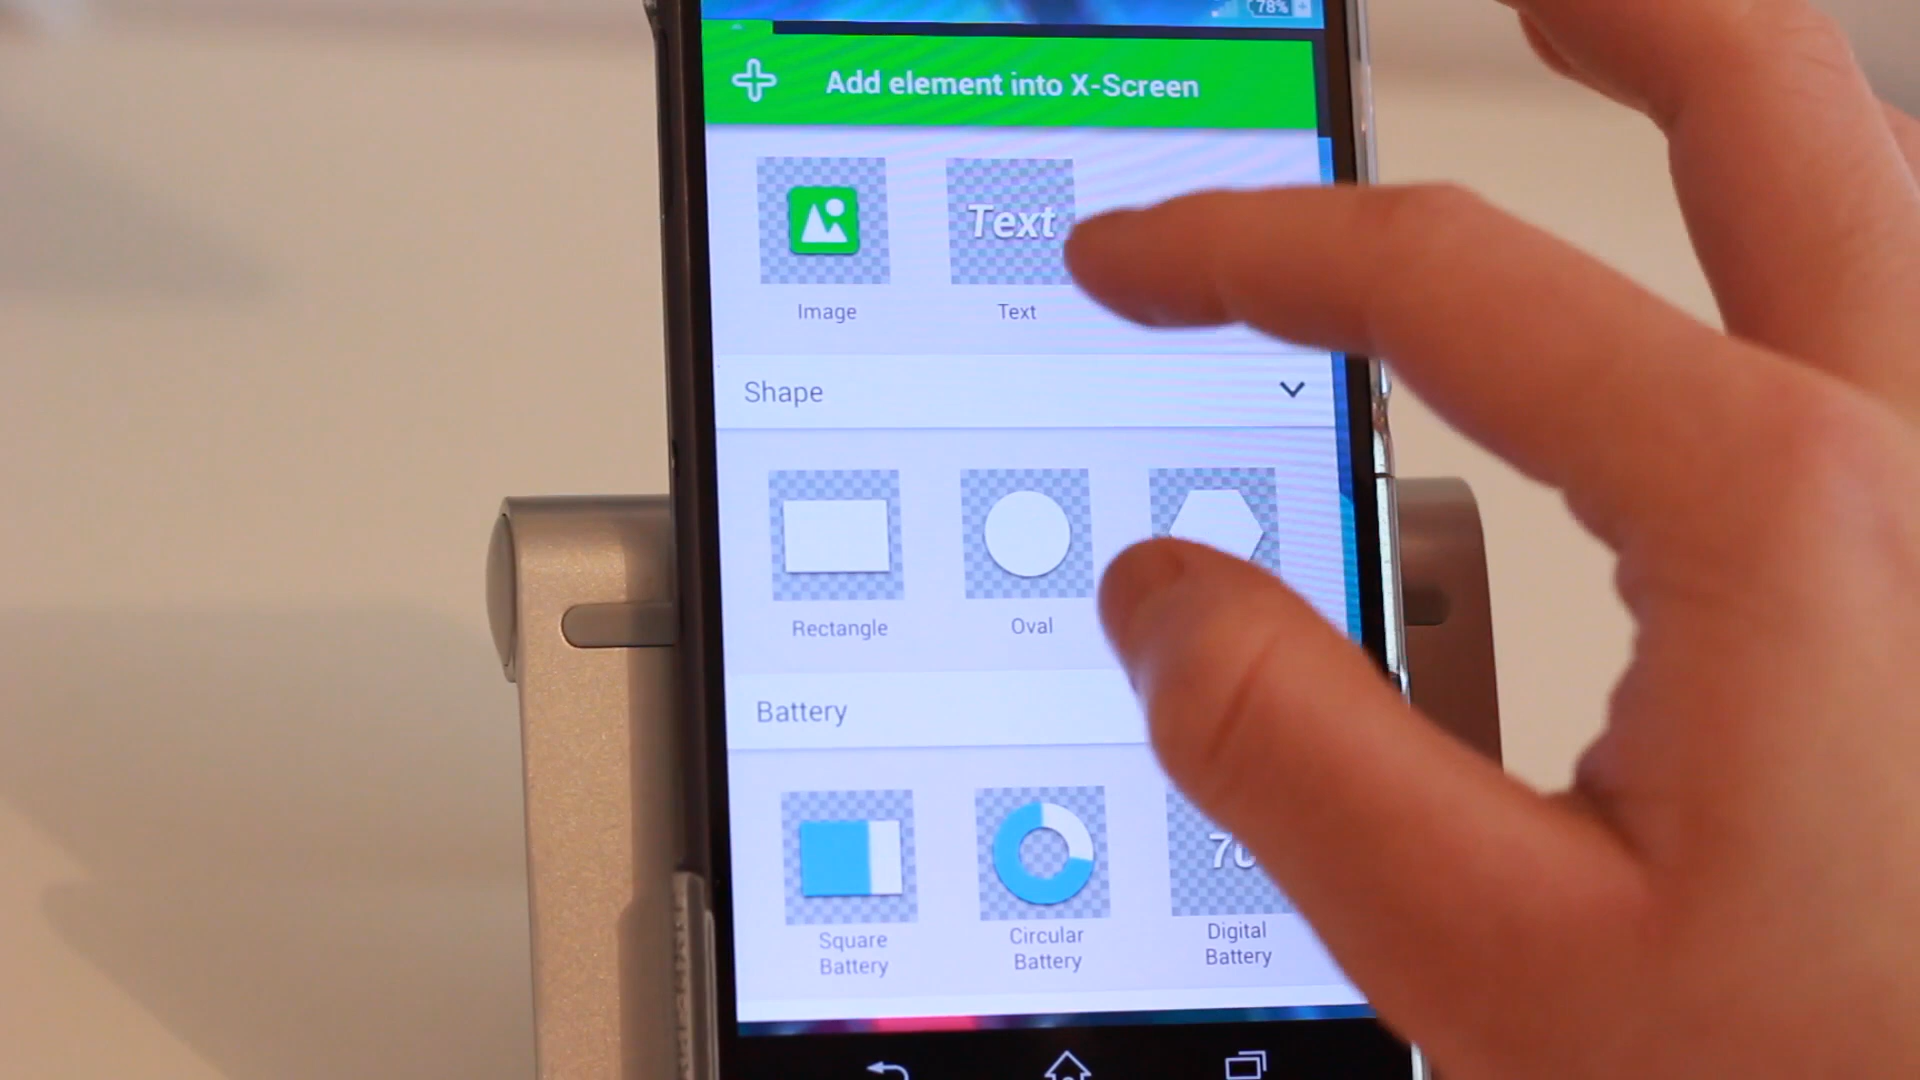 78%
Add element into X-Screen
Text
Image
Text
Shape
Rectangle
Oval
Battery
Square
Battery
Circular
Battery
Digital
Battery